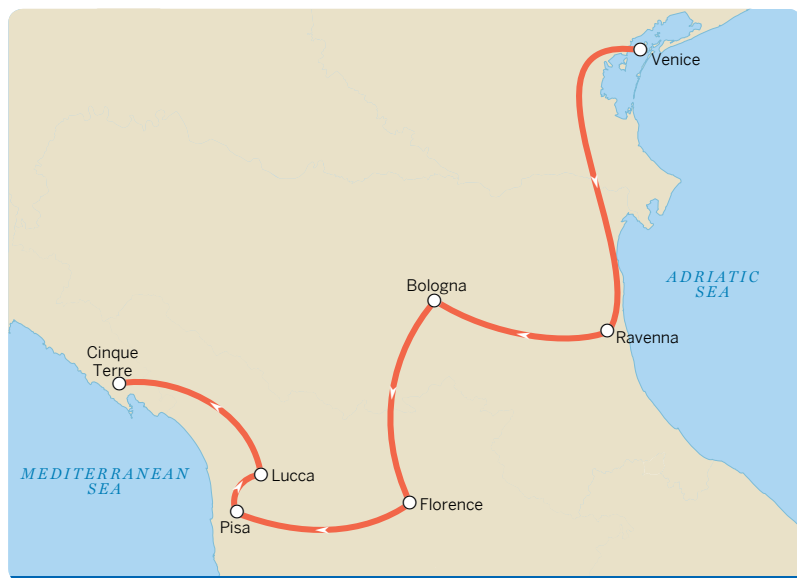 Venice
ADRIATIC
SEA
Bologna
Ravenna
Cinque
Terre
MEDITERRANEAN
SEA
Lucca
Florence
Pisa